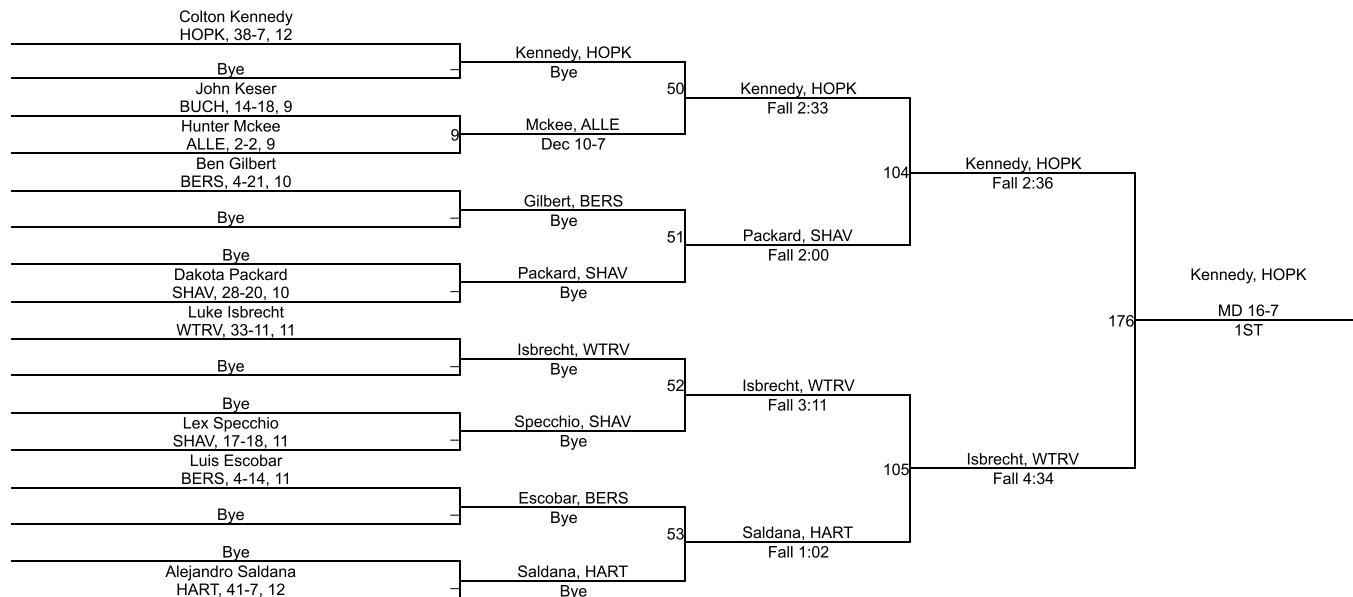 Colton Kennedy
HOPK, 38-7, 12
Bye
John Keser
BUCH, 14-18, 9
Hunter Mckee
ALLE, 2-2, 9
Ben Gilbert
BERS, 4-21, 10
Bye
Bye
Dakota Packard
SHAV, 28-20, 10
Luke Isbrecht
WTRV, 33-11, 11
Bye
Bye
Lex Specchio
SHAV, 17-18, 11
Luis Escobar
BERS, 4-14, 11
Bye
Bye
Alejandro Saldana
HART, 41-7, 12
9
Kennedy, HOPK
Bye
Mckee, ALLE
Dec 10-7
Gilbert, BERS
Bye
Packard, SHAV
Bye
Isbrecht, WTRV
Bye
Specchio, SHAV
Bye
Escobar, BERS
Bye
Saldana, HART
Bye
50
51
52
53
Kennedy, HOPK
Fall 2:33
Packard, SHAV
Fall 2:00
Isbrecht, WTRV
Fall 3:11
Saldana, HART
Fall 1:02
104
105
Kennedy, HOPK
Fall 2:36
Isbrecht, WTRV
Fall 4:34
176
Kennedy, HOPK
MD 16-7
1ST